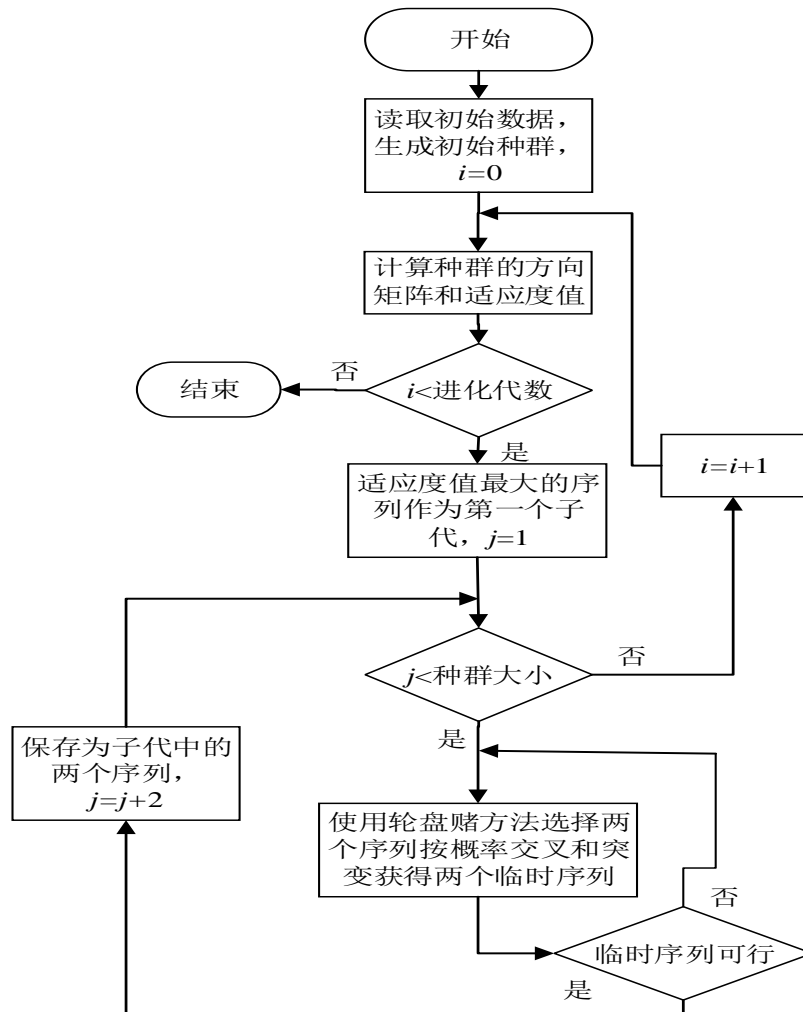 开始
读取初始数据，
生成初始种群，
i=0
计算种群的方向
矩阵和适应度值
否
结束
i<进化代数
是
i=i+1
适应度值最大的序
列作为第一个子
代，j=1
j<种群大小
否
是
保存为子代中的
两个序列，
j=j+2
使用轮盘赌方法选择两
个序列按概率交叉和突
变获得两个临时序列
否
临时序列可行
是